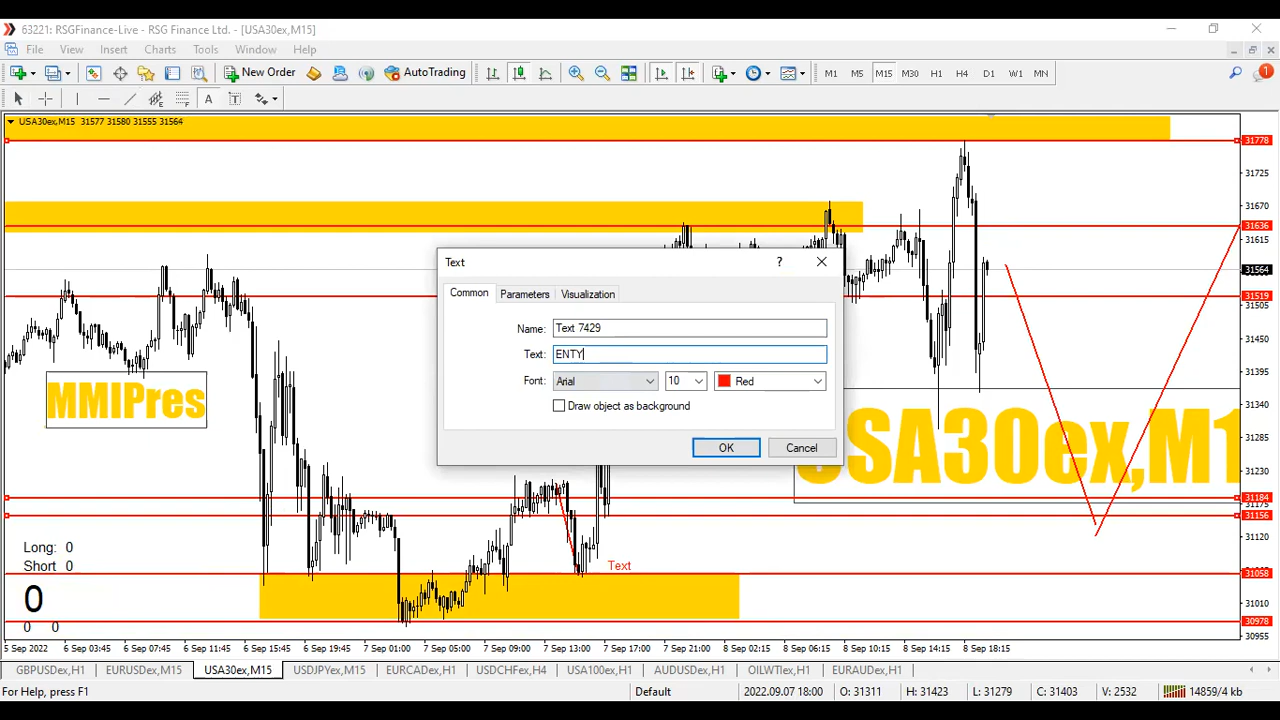 63221: RSGFinance-Live - RSG Finance Ltd. - [USA30ex,M15]
File View Insert Charts Tools Options Window Help
New Order AutoTrading M1 M5 M15 M30 H1 H4 D1 W1 MN 1
A T
USA30ex,M15 31577 31580 31555 31564
31778
31725
31670
31636
31615
31564
31519
31505
31395
31340
31285
31230
31184
31156
31120
31058
31010
30978
30955
Text ?
Common Parameters Visualization
Name: Text 7429
Text: ENTY
Font: Arial 10 Red
Draw object as background
OK Cancel
MMIPres
USA30ex,M1
Long: 0
Short 0
0
0 0
Text
5 Sep 2022 6 Sep 03:45 6 Sep 07:45 6 Sep 11:45 6 Sep 15:45 6 Sep 19:45 7 Sep 01:00 7 Sep 05:00 7 Sep 09:00 7 Sep 13:00 7 Sep 17:00 7 Sep 21:00 8 Sep 02:15 8 Sep 06:15 8 Sep 10:15 8 Sep 14:15 8 Sep 18:15
GBPUSDex,H1 EURUSDex,M15 USA30ex,M15 USDJPYex,M15 EURCADex,H1 USDCHFex,H4 USA100ex,H1 AUDUSDex,H1 OILWTIex,H1 EURAUDex,H1
For Help, press F1 Default 2022.09.07 18:00 O: 31311 H: 31423 L: 31279 C: 31403 V: 2532 14859/4 kb